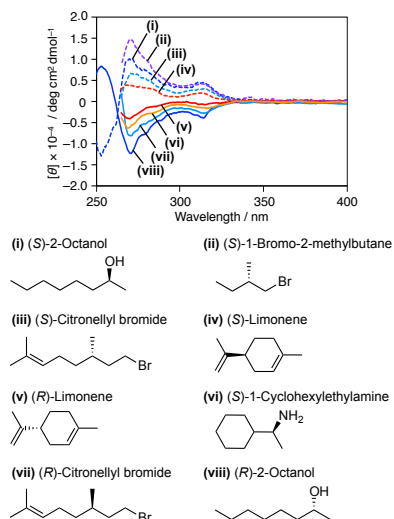 2.0
1.5
1.0
0.5
0
−0.5
−1.0
−1.5
−2.0
[θ] × 10⁻⁴ / deg cm² dmol⁻¹
(i)
(ii)
(iii)
(iv)
(v)
(vi)
(vii)
(viii)
250 300 350 400
Wavelength / nm
(i) (S)-2-Octanol
OH
(ii) (S)-1-Bromo-2-methylbutane
Br
(iii) (S)-Citronellyl bromide
Br
(iv) (S)-Limonene
(v) (R)-Limonene
(vi) (S)-1-Cyclohexylethylamine
NH₂
(vii) (R)-Citronellyl bromide
Br
(viii) (R)-2-Octanol
OH